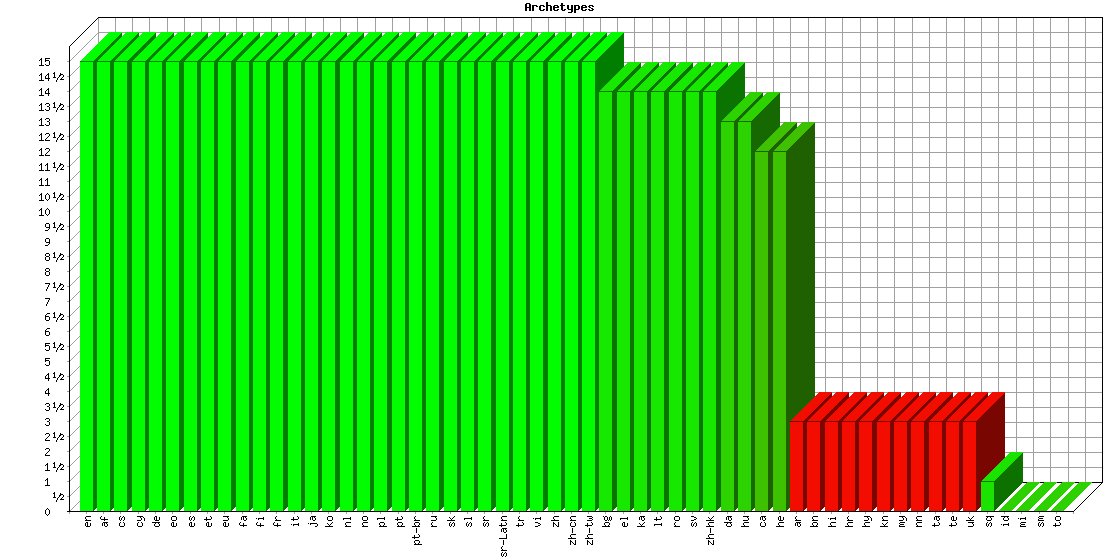 Archetypes
15
14 ½
14
13 ½
13
12 ½
12
11 ½
11
10 ½
10
9 ½
9
8 ½
8
7 ½
7
6 ½
6
5 ½
5
4 ½
4
3 ½
3
2 ½
2
1 ½
1
½
0
en
af
cs
cy
de
eo
es
et
eu
fa
fi
fr
it
ja
ko
nl
no
pl
pt
pt-br
ru
sk
sl
sr
sr-Latn
tr
vi
zh
zh-cn
zh-tw
bg
el
ka
lt
ro
sv
zh-hk
da
hu
ca
he
ar
bn
hi
hr
hy
kn
my
nn
ta
te
uk
sq
id
mi
sm
to